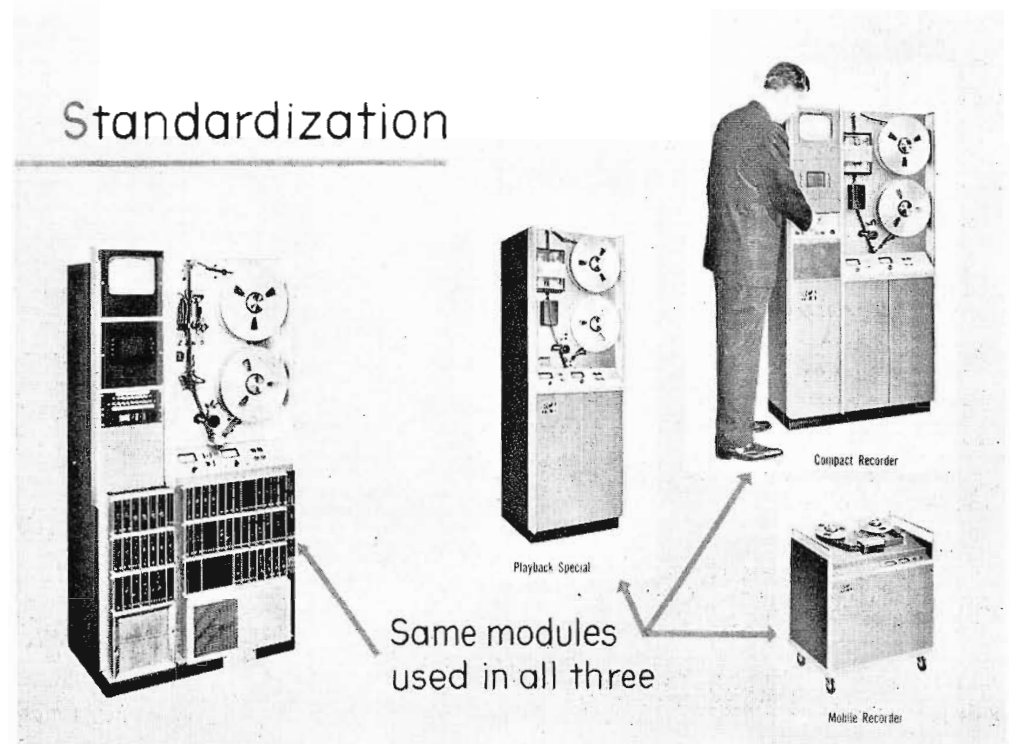 Standardization
Compact Recorder
Playback Special
Same modules
used in all three
Mobile Recorder